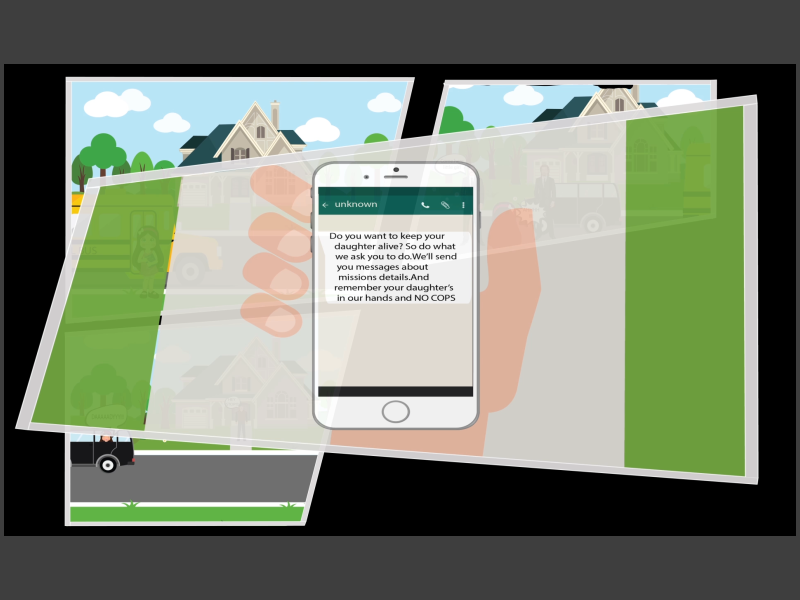 unknown
Do you want to keep your
daughter alive? So do what
we ask you to do.We'll send
you messages about
missions details.And
remember your daughter's
in our hands and NO COPS